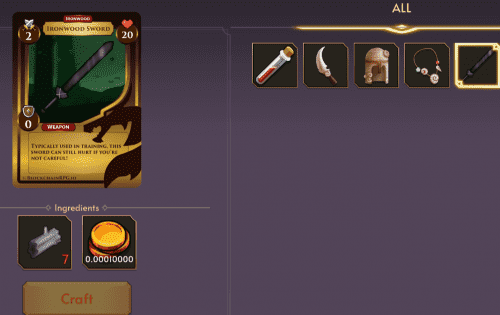 ALL
IRONWOOD
IRONWOOD SWORD
2
20
0
WEAPON
TYPICALLY USED IN TRAINING, THIS
SWORD CAN STILL HURT IF YOU'RE
NOT CAREFUL!
Ingredients
7
0.00010000
Craft